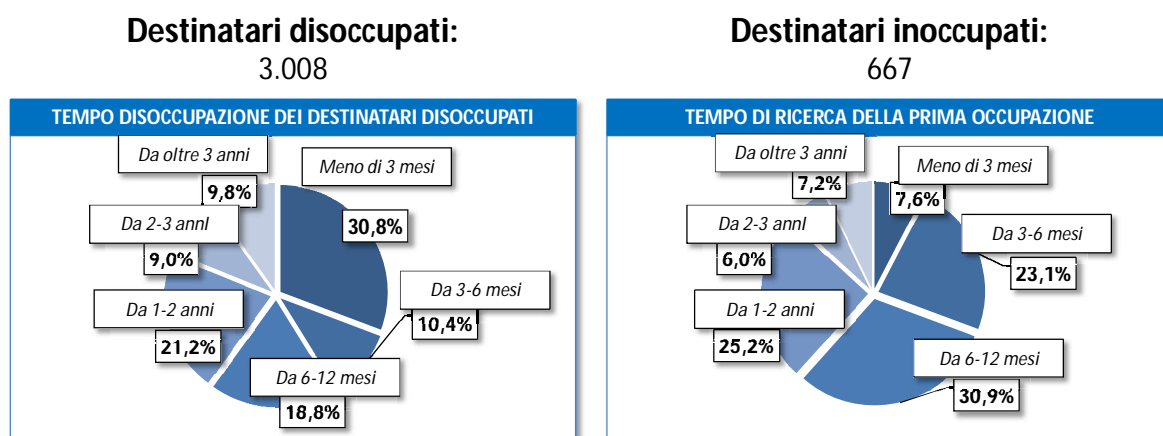 Destinatari disoccupati:
3.008
TEMPO DISOCCUPAZIONE DEI DESTINATARI DISOCCUPATI
Da oltre 3 anni
9,8%
Meno di 3 mesi
30,8%
Da 2-3 annI
9,0%
Da 3-6 mesi
10,4%
Da 1-2 anni
21,2%
Da 6-12 mesi
18,8%
Destinatari inoccupati:
667
TEMPO DI RICERCA DELLA PRIMA OCCUPAZIONE
Da oltre 3 anni
7,2%
Meno di 3 mesi
7,6%
Da 2-3 annI
6,0%
Da 3-6 mesi
23,1%
Da 1-2 anni
25,2%
Da 6-12 mesi
30,9%